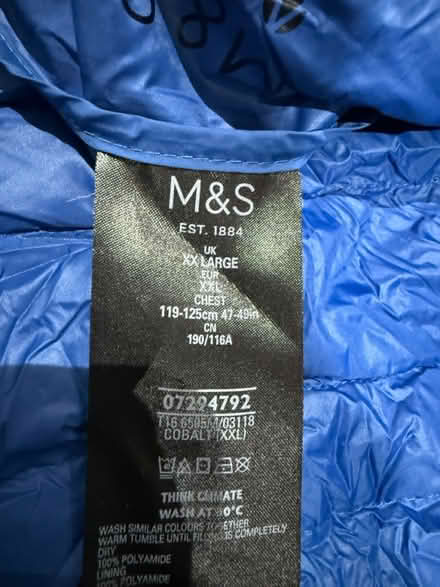 M&S
EST. 1884
UK
XX LARGE
EUR
XXL
CHEST
119-125cm 47-49in
CN
190/116A
07294792
T16 6505M/03118
COBALT (XXL)
THINK CLIMATE
WASH AT 30°C
WASH SIMILAR COLOURS TOGETHER
WARM TUMBLE UNTIL FILLING IS COMPLETELY
DRY
100% POLYAMIDE
LINING
100% POLYAMIDE